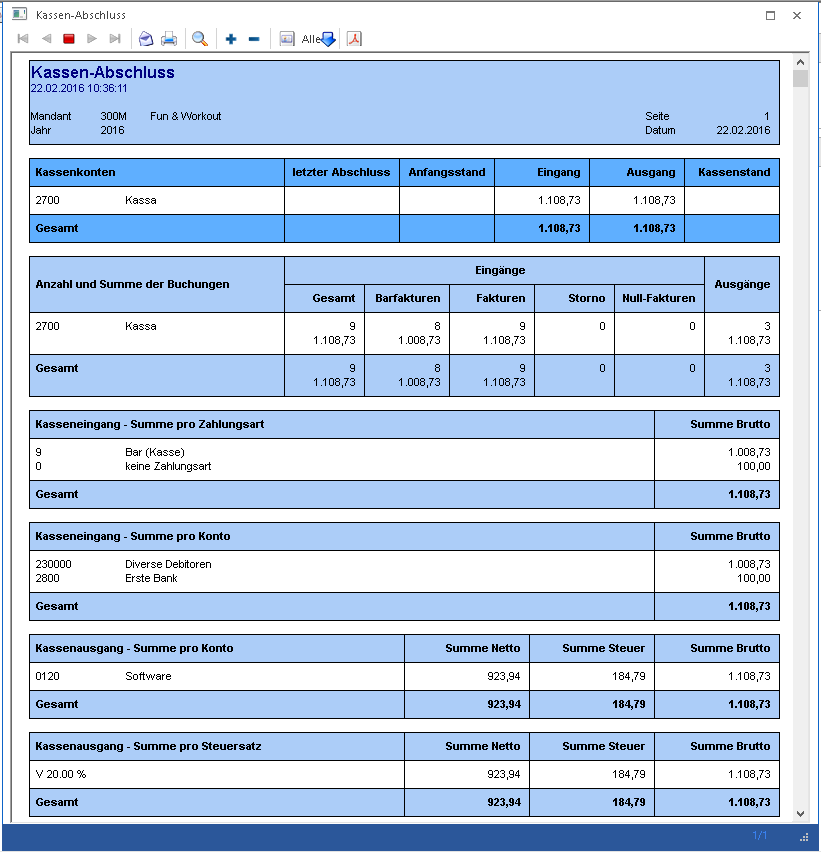 Kassen-Abschluss
Alle
Kassen-Abschluss
22.02.2016 10:36:11
Mandant 300M Fun & Workout Seite 1
Jahr 2016 Datum 22.02.2016
Kassenkonten letzter Abschluss Anfangsstand Eingang Ausgang Kassenstand
2700 Kassa 1.108,73 1.108,73
Gesamt 1.108,73 1.108,73
Anzahl und Summe der Buchungen Eingänge Ausgänge
Gesamt Barfakturen Fakturen Storno Null-Fakturen
2700 Kassa 9 8 9 0 0 3
1.108,73 1.008,73 1.108,73 1.108,73
Gesamt 9 8 9 0 0 3
1.108,73 1.008,73 1.108,73 1.108,73
Kasseneingang - Summe pro Zahlungsart Summe Brutto
9 Bar (Kasse) 1.008,73
0 keine Zahlungsart 100,00
Gesamt 1.108,73
Kasseneingang - Summe pro Konto Summe Brutto
230000 Diverse Debitoren 1.008,73
2800 Erste Bank 100,00
Gesamt 1.108,73
Kassenausgang - Summe pro Konto Summe Netto Summe Steuer Summe Brutto
0120 Software 923,94 184,79 1.108,73
Gesamt 923,94 184,79 1.108,73
Kassenausgang - Summe pro Steuersatz Summe Netto Summe Steuer Summe Brutto
V 20.00 % 923,94 184,79 1.108,73
Gesamt 923,94 184,79 1.108,73
1/1